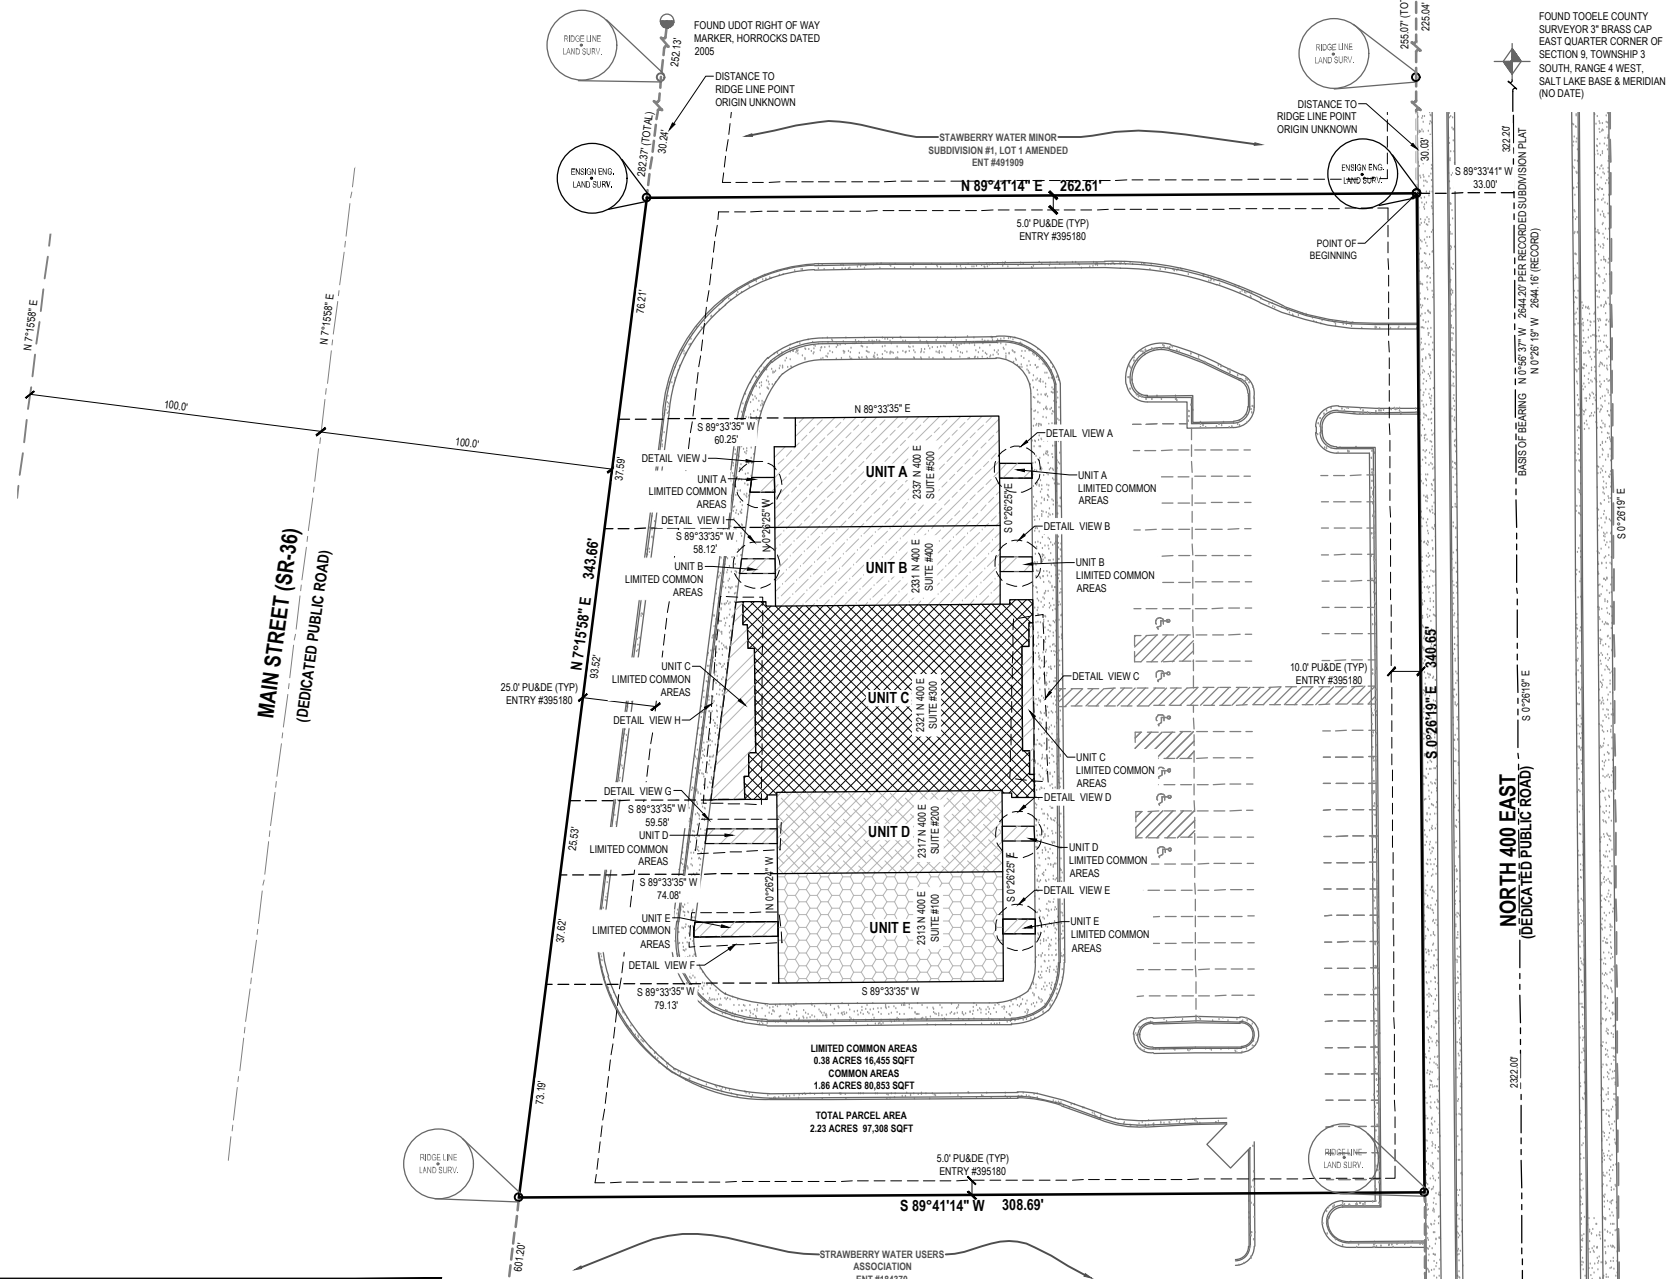 RIDGE LINE
LAND SURV.
FOUND UDOT RIGHT OF WAY
MARKER, HORROCKS DATED
2005
252.13'
DISTANCE TO
RIDGE LINE POINT
ORIGIN UNKNOWN
282.37' (TOTAL)
30.24'
ENSIGN ENG.
LAND SURV.
STAWBERRY WATER MINOR
SUBDIVISION #1, LOT 1 AMENDED
ENT #491909
N 89°41'14" E 262.61'
5.0' PU&DE (TYP)
ENTRY #395180
RIDGE LINE
LAND SURV.
225.04'
DISTANCE TO
RIDGE LINE POINT
ORIGIN UNKNOWN
30.03'
ENSIGN ENG.
LAND SURV.
POINT OF
BEGINNING
FOUND TOOELE COUNTY
SURVEYOR 3" BRASS CAP
EAST QUARTER CORNER OF
SECTION 9, TOWNSHIP 3
SOUTH, RANGE 4 WEST,
SALT LAKE BASE & MERIDIAN
(NO DATE)
322.20'
S 89°33'41" W
33.00'
BASIS OF BEARING N 0°56'37" W 2644.20' PER RECORDED SUBDIVISION PLAT
N 0°26'19" W 2644.16' (RECORD)
N 7°15'58" E
N 7°15'58" E
100.0'
100.0'
76.21'
37.59'
MAIN STREET (SR-36)
(DEDICATED PUBLIC ROAD)
N 7°15'58" E 343.66'
93.52'
25.53'
37.62'
73.19'
25.0' PU&DE (TYP)
ENTRY #395180
N 89°33'35" E
S 89°33'35" W
60.25'
DETAIL VIEW J
UNIT A
LIMITED COMMON
AREAS
N 0°26'25" W
DETAIL VIEW I
S 89°33'35" W
58.12'
UNIT B
LIMITED COMMON
AREAS
UNIT C
LIMITED COMMON
AREAS
DETAIL VIEW H
DETAIL VIEW G
S 89°33'35" W
59.58'
UNIT D
LIMITED COMMON
AREAS
S 89°33'35" W
74.08'
N 0°26'24" W
UNIT E
LIMITED COMMON
AREAS
DETAIL VIEW F
S 89°33'35" W
79.13'
UNIT A
2337 N 400 E
SUITE #500
UNIT B
2331 N 400 E
SUITE #400
UNIT C
2321 N 400 E
SUITE #300
UNIT D
2317 N 400 E
SUITE #200
UNIT E
2313 N 400 E
SUITE #100
S 89°33'35" W
S 0°26'25" E
S 0°26'25" E
DETAIL VIEW A
UNIT A
LIMITED COMMON
AREAS
DETAIL VIEW B
UNIT B
LIMITED COMMON
AREAS
DETAIL VIEW C
UNIT C
LIMITED COMMON
AREAS
DETAIL VIEW D
UNIT D
LIMITED COMMON
AREAS
DETAIL VIEW E
UNIT E
LIMITED COMMON
AREAS
10.0' PU&DE (TYP)
ENTRY #395180
S 0°26'19" E 340.65'
NORTH 400 EAST
(DEDICATED PUBLIC ROAD)
S 0°26'19" E
S 0°26'19" E
2322.00'
LIMITED COMMON AREAS
0.38 ACRES 16,455 SQFT
COMMON AREAS
1.86 ACRES 80,853 SQFT
TOTAL PARCEL AREA
2.23 ACRES 97,308 SQFT
RIDGE LINE
LAND SURV.
5.0' PU&DE (TYP)
ENTRY #395180
RIDGE LINE
LAND SURV.
S 89°41'14" W 308.69'
601.20'
STRAWBERRY WATER USERS
ASSOCIATION